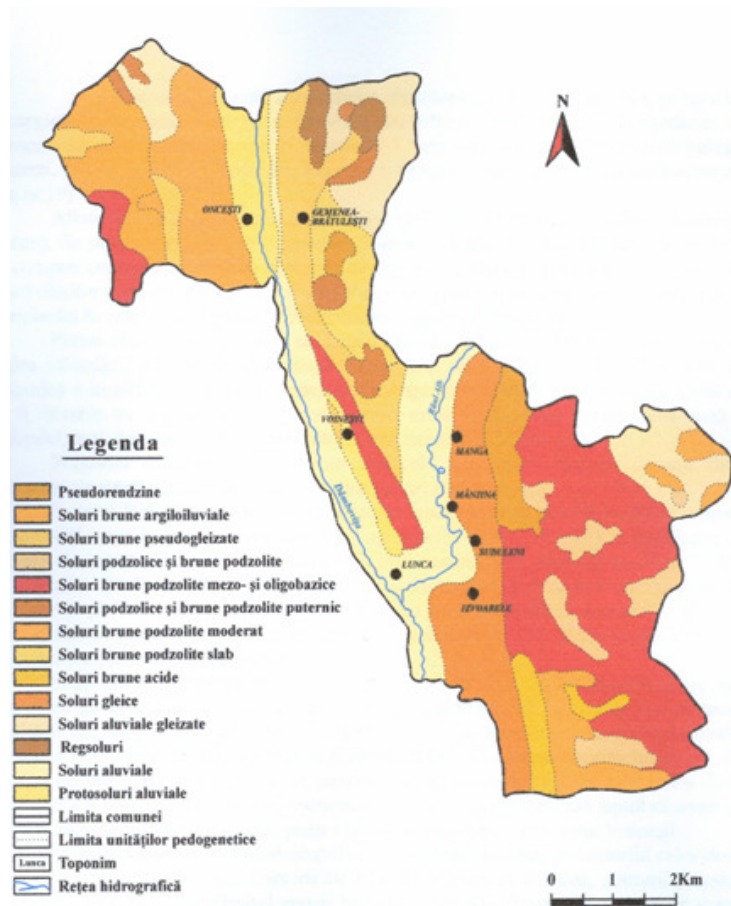 N
ONCEȘTI
GEMENEA-
BRĂTULEȘTI
Râul Alb
VOINEȘTI
MANGA
Dâmbovița
MÂNZINA
SUDULENI
LUNCA
IZVOARELE
Legenda
Pseudorendzine
Soluri brune argiloiluviale
Soluri brune pseudogleizate
Soluri podzolice și brune podzolite
Soluri brune podzolite mezo- și oligobazice
Soluri podzolice și brune podzolite puternic
Soluri brune podzolite moderat
Soluri brune podzolite slab
Soluri brune acide
Soluri gleice
Soluri aluviale gleizate
Regsoluri
Soluri aluviale
Protosoluri aluviale
Limita comunei
Limita unităților pedogenetice
Lunca Toponim
Rețea hidrografică
0 1 2Km